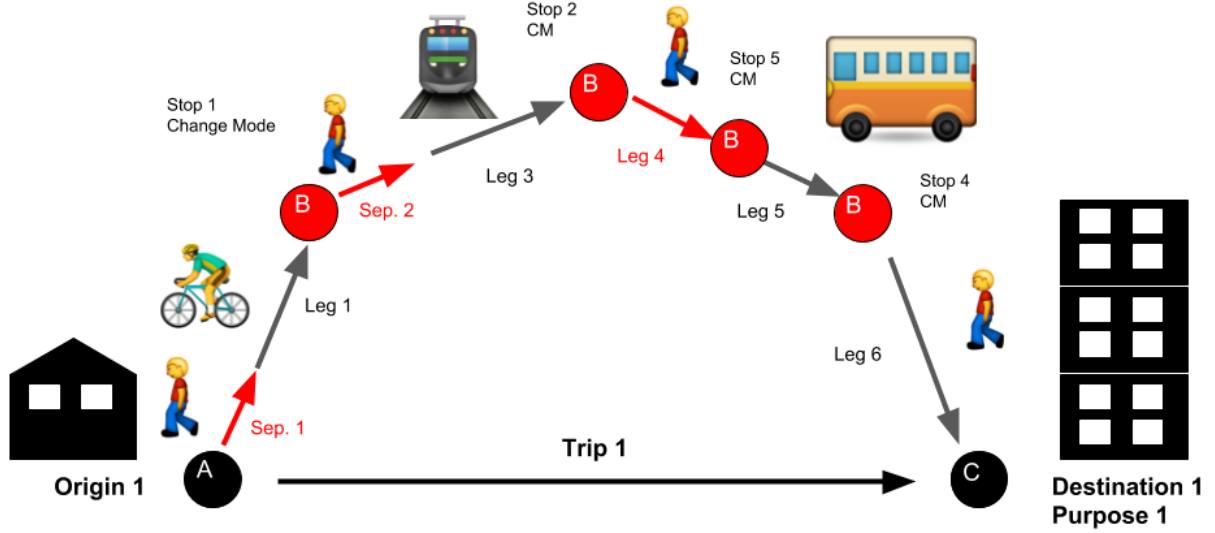 Stop 2
CM
Stop 5
CM
Stop 1
Change Mode
B
B
Leg 4
B
Leg 3
Stop 4
CM
B
Sep. 2
Leg 5
Leg 1
Leg 6
Sep. 1
Trip 1
A
C
Origin 1
Destination 1
Purpose 1